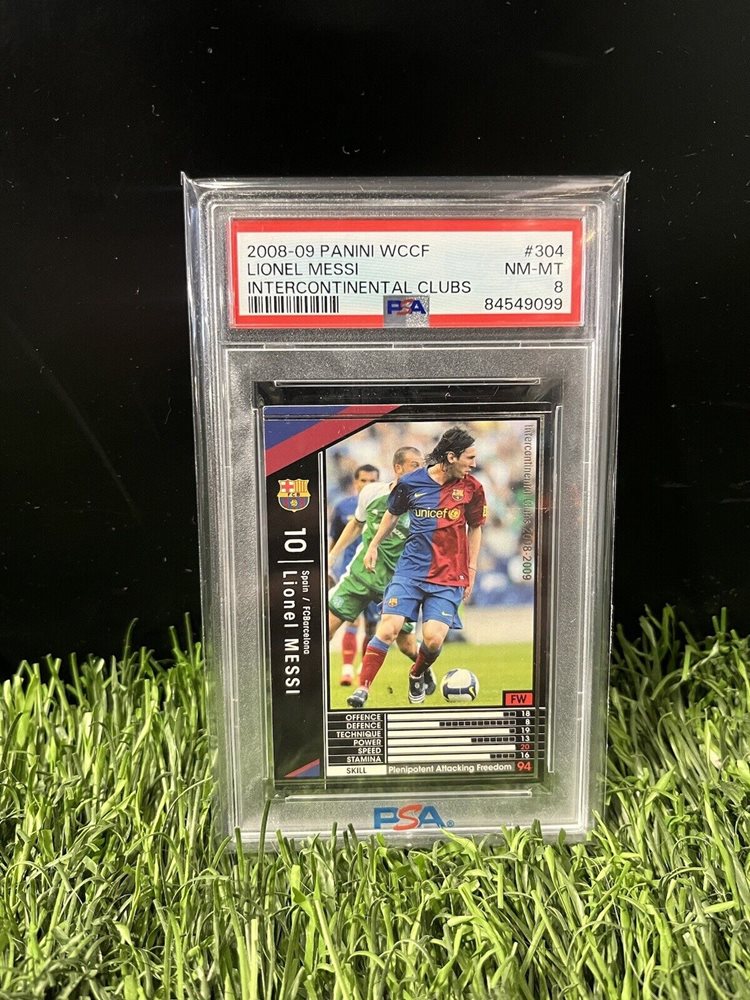 2008-09 PANINI WCCF #304
LIONEL MESSI NM-MT
INTERCONTINENTAL CLUBS 8
PSA 84549099
Intercontinental Clubs 2008-2009
FCB
unicef
10 Spain / FCBarcelona
Lionel MESSI
FW
OFFENCE 18
DEFENCE 8
TECHNIQUE 19
POWER 13
SPEED 20
STAMINA 16
SKILL Plenipotent Attacking Freedom 94
PSA®